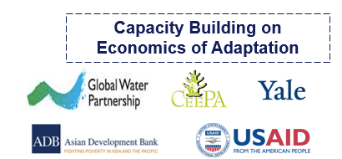 Capacity Building on
Economics of Adaptation
Global Water
Partnership
CEEPA
Yale
ADB Asian Development Bank
FIGHTING POVERTY IN ASIA AND THE PACIFIC
USAID
FROM THE AMERICAN PEOPLE